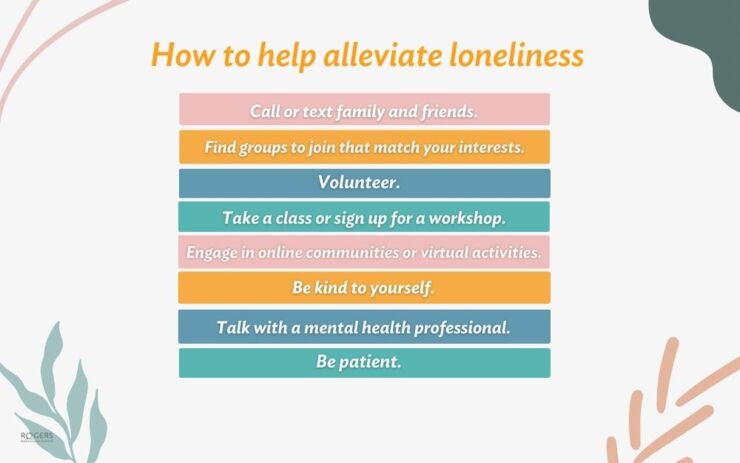 How to help alleviate loneliness
Call or text family and friends.
Find groups to join that match your interests.
Volunteer.
Take a class or sign up for a workshop.
Engage in online communities or virtual activities.
Be kind to yourself.
Talk with a mental health professional.
Be patient.
ROGERS